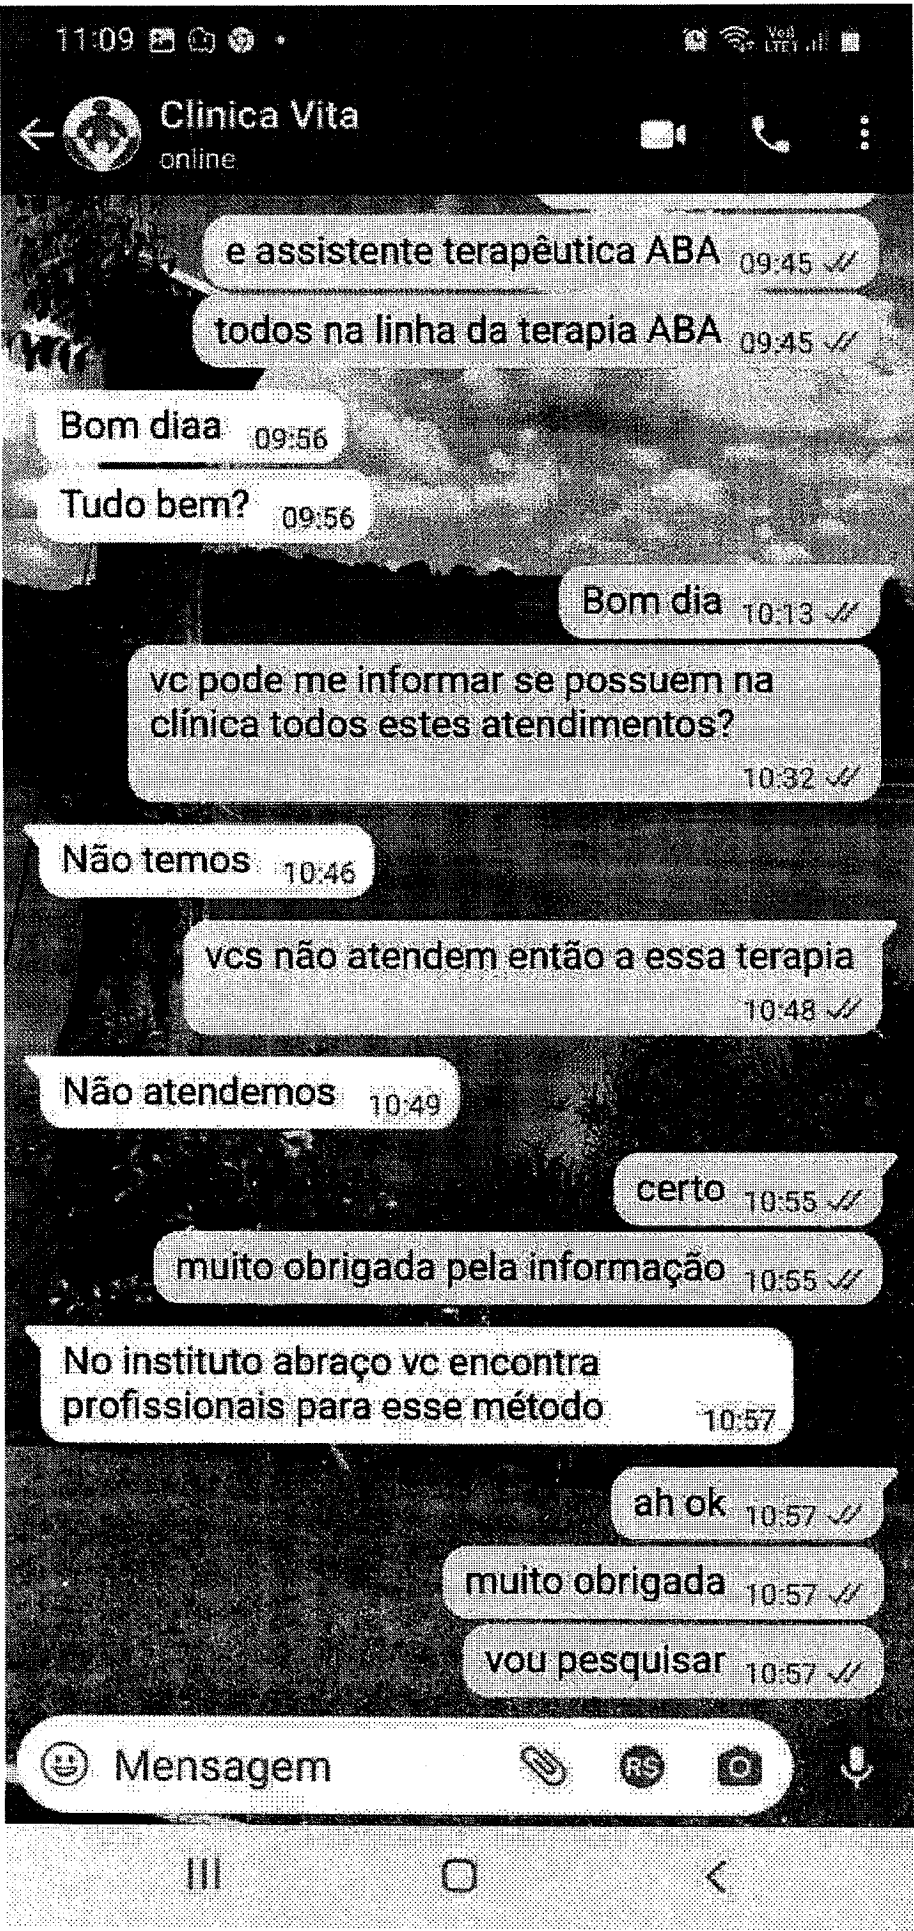 11:09
Vo))
LTE1
Clinica Vita
online
e assistente terapêutica ABA 09:45
todos na linha da terapia ABA 09:45
Bom diaa 09:56
Tudo bem? 09:56
Bom dia 10:13
vc pode me informar se possuem na
clínica todos estes atendimentos?
10:32
Não temos 10:46
vcs não atendem então a essa terapia
10:48
Não atendemos 10:49
certo 10:55
muito obrigada pela informação 10:55
No instituto abraço vc encontra
profissionais para esse método 10:57
ah ok 10:57
muito obrigada 10:57
vou pesquisar 10:57
Mensagem
R$